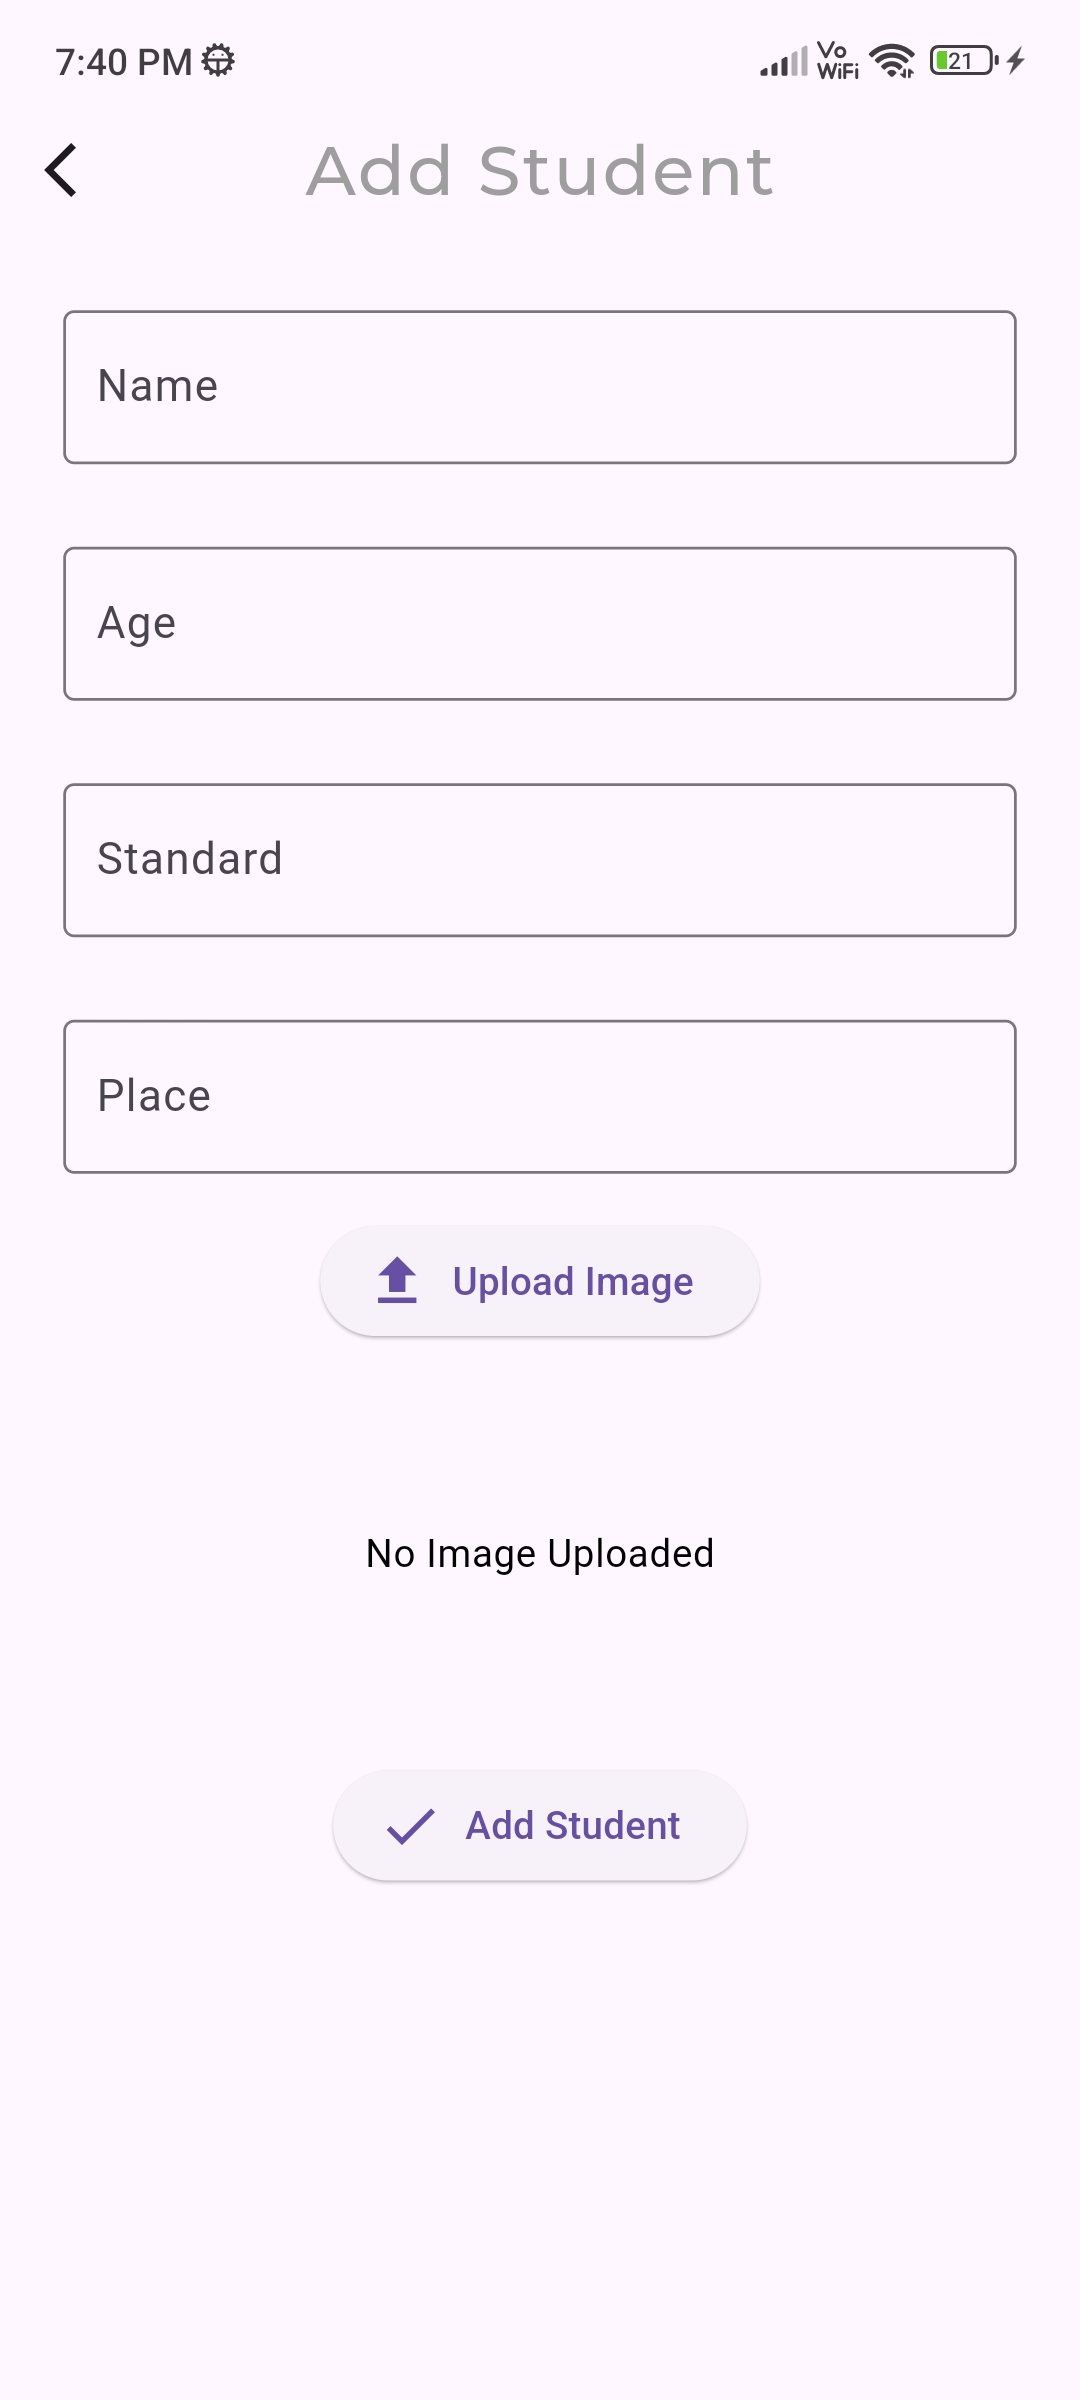 7:40 PM
Vo
WiFi
21
Add Student
Name
Age
Standard
Place
Upload Image
No Image Uploaded
Add Student